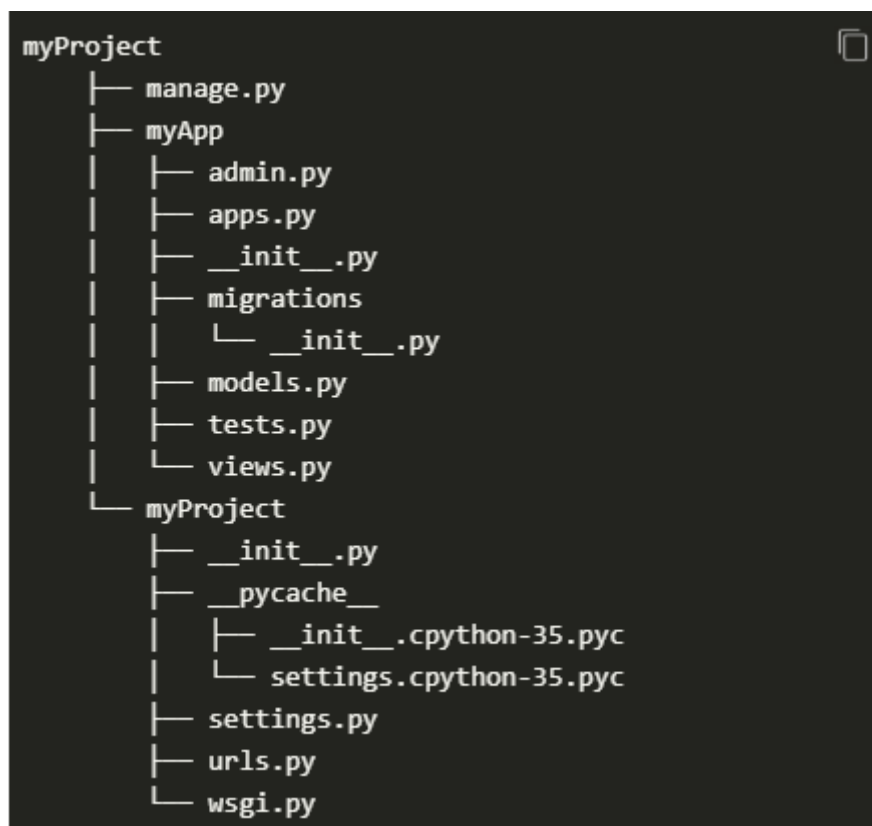 myProject
    ├── manage.py
    ├── myApp
    │   ├── admin.py
    │   ├── apps.py
    │   ├── __init__.py
    │   ├── migrations
    │   │   └── __init__.py
    │   ├── models.py
    │   ├── tests.py
    │   └── views.py
    └── myProject
        ├── __init__.py
        ├── __pycache__
        │   ├── __init__.cpython-35.pyc
        │   └── settings.cpython-35.pyc
        ├── settings.py
        ├── urls.py
        └── wsgi.py